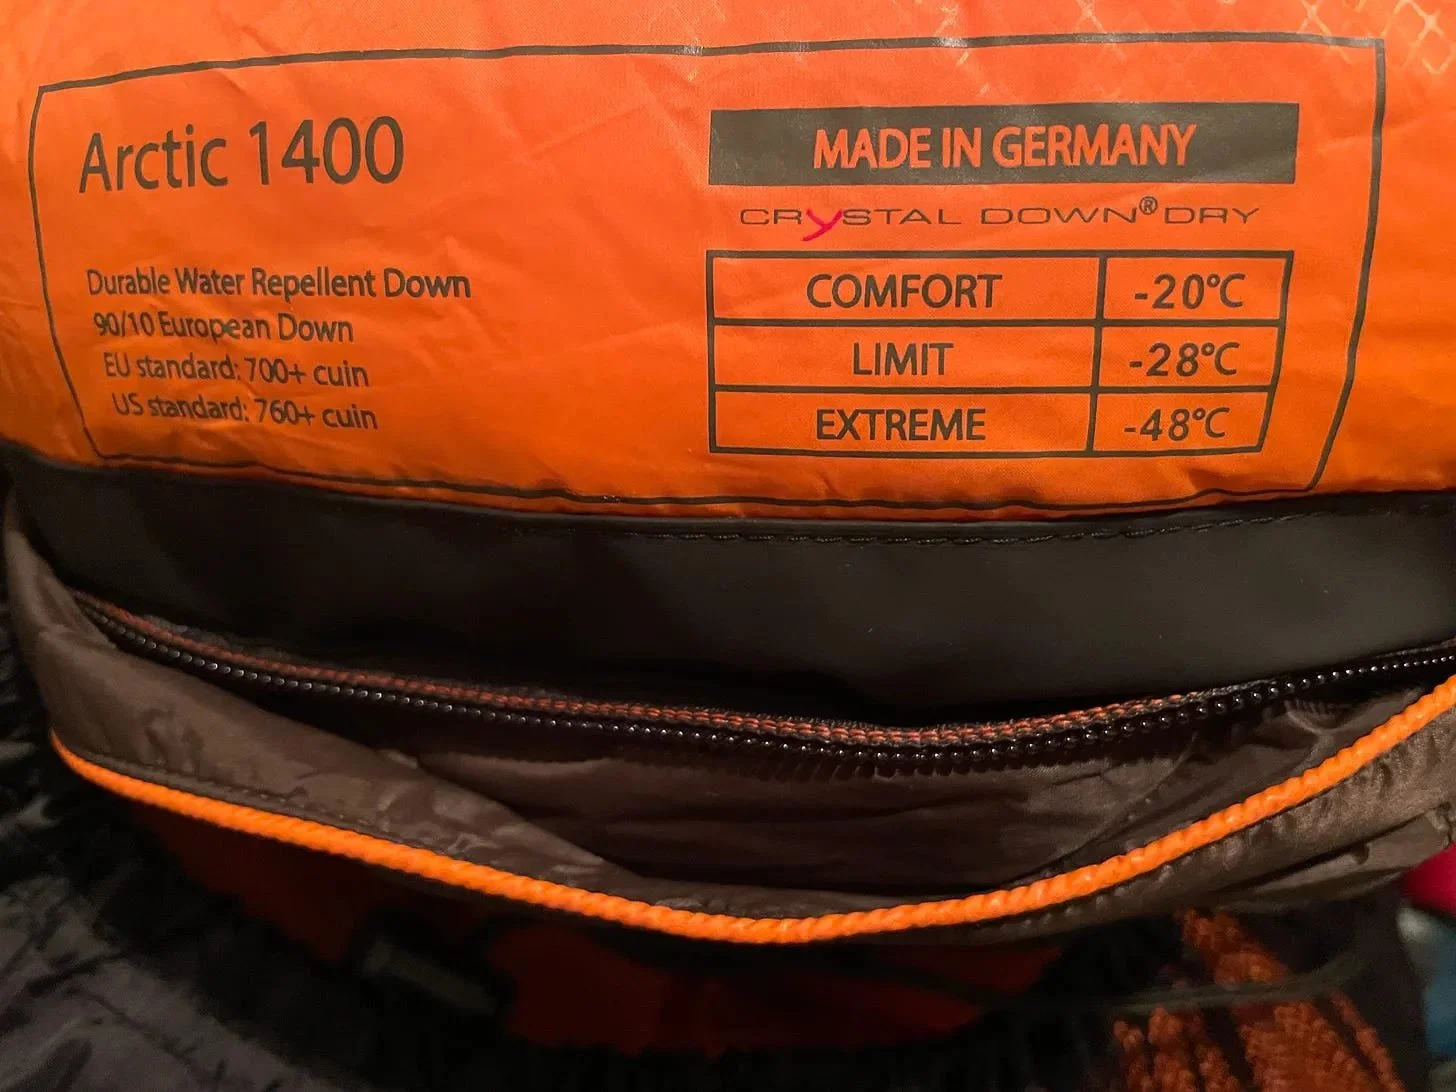 Arctic 1400
Durable Water Repellent Down
90/10 European Down
EU standard: 700+ cuin
US standard: 760+ cuin
MADE IN GERMANY
CRYSTAL DOWN® DRY
COMFORT -20°C
LIMIT -28°C
EXTREME -48°C